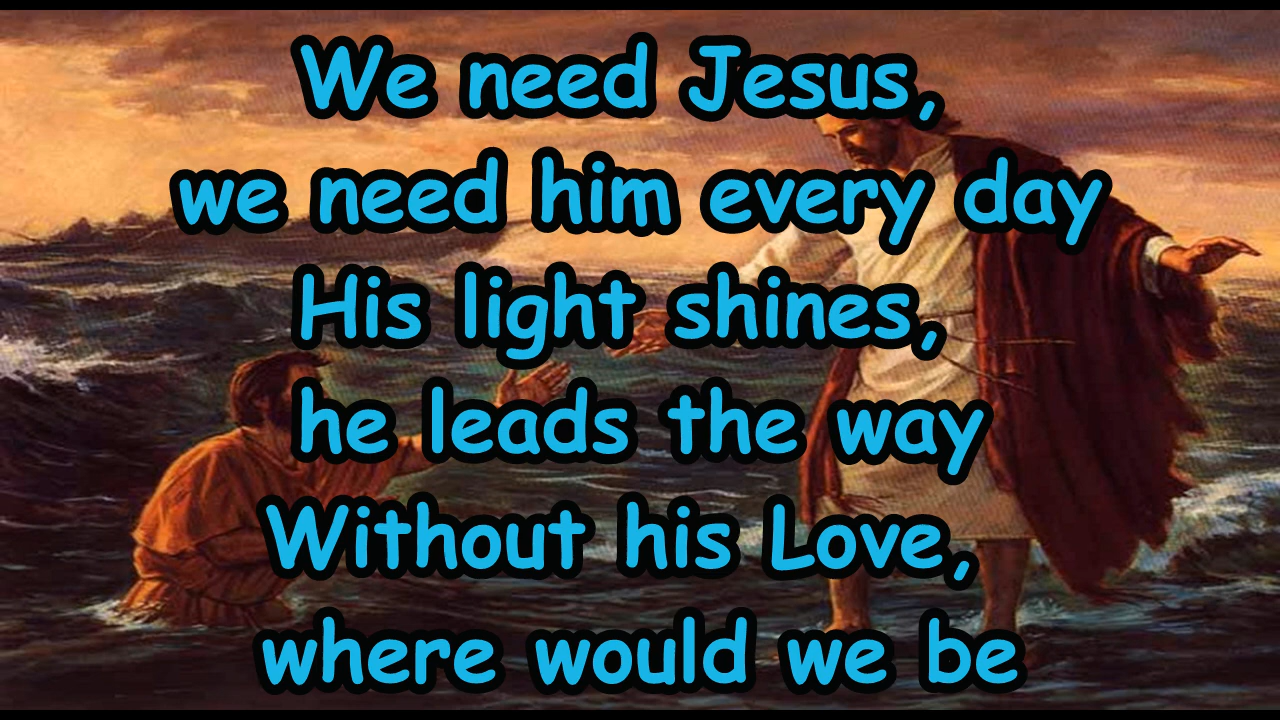 We need Jesus,
we need him every day
His light shines,
he leads the way
Without his Love,
where would we be